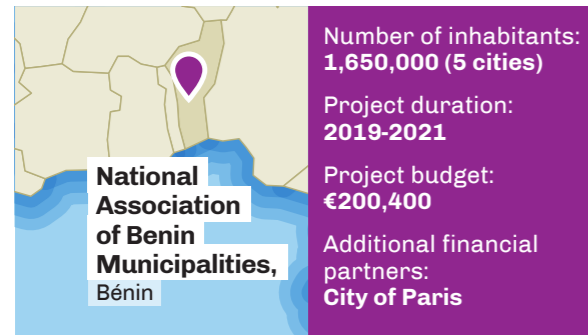 National
Association
of Benin
Municipalities,
Bénin
Number of inhabitants:
1,650,000 (5 cities)
Project duration:
2019-2021
Project budget:
€200,400
Additional financial
partners:
City of Paris